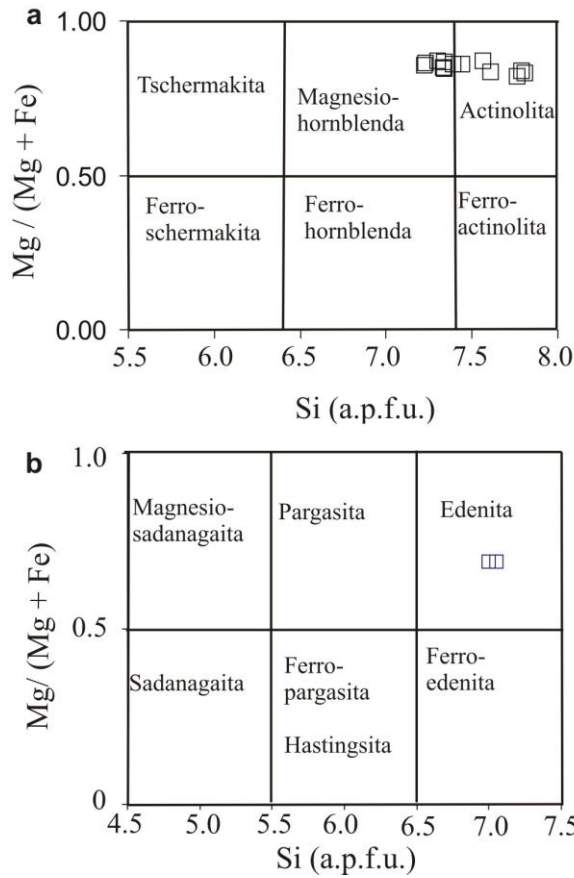 a
1.00
Tschermakita
Magnesio-
hornblenda
Actinolita
0.50
Mg / (Mg + Fe)
Ferro-
schermakita
Ferro-
hornblenda
Ferro-
actinolita
0.00
5.5 6.0 6.5 7.0 7.5 8.0
Si (a.p.f.u.)
b
1.0
Magnesio-
sadanagaita
Pargasita
Edenita
0.5
Mg/ (Mg + Fe)
Sadanagaita
Ferro-
pargasita
Hastingsita
Ferro-
edenita
0
4.5 5.0 5.5 6.0 6.5 7.0 7.5
Si (a.p.f.u.)